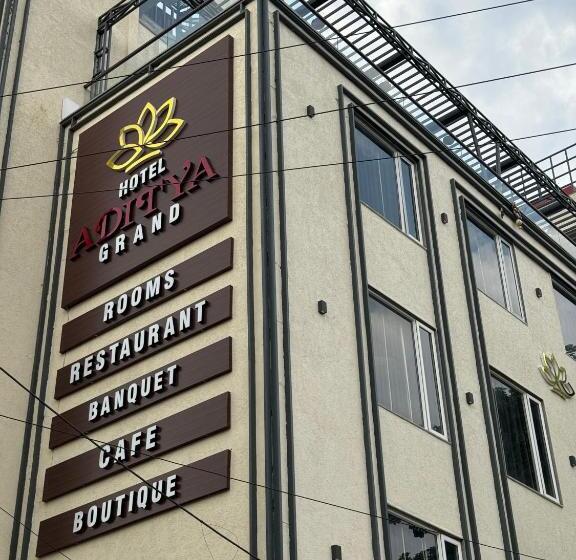 HOTEL
ADITYA
GRAND
ROOMS
RESTAURANT
BANQUET
CAFE
BOUTIQUE